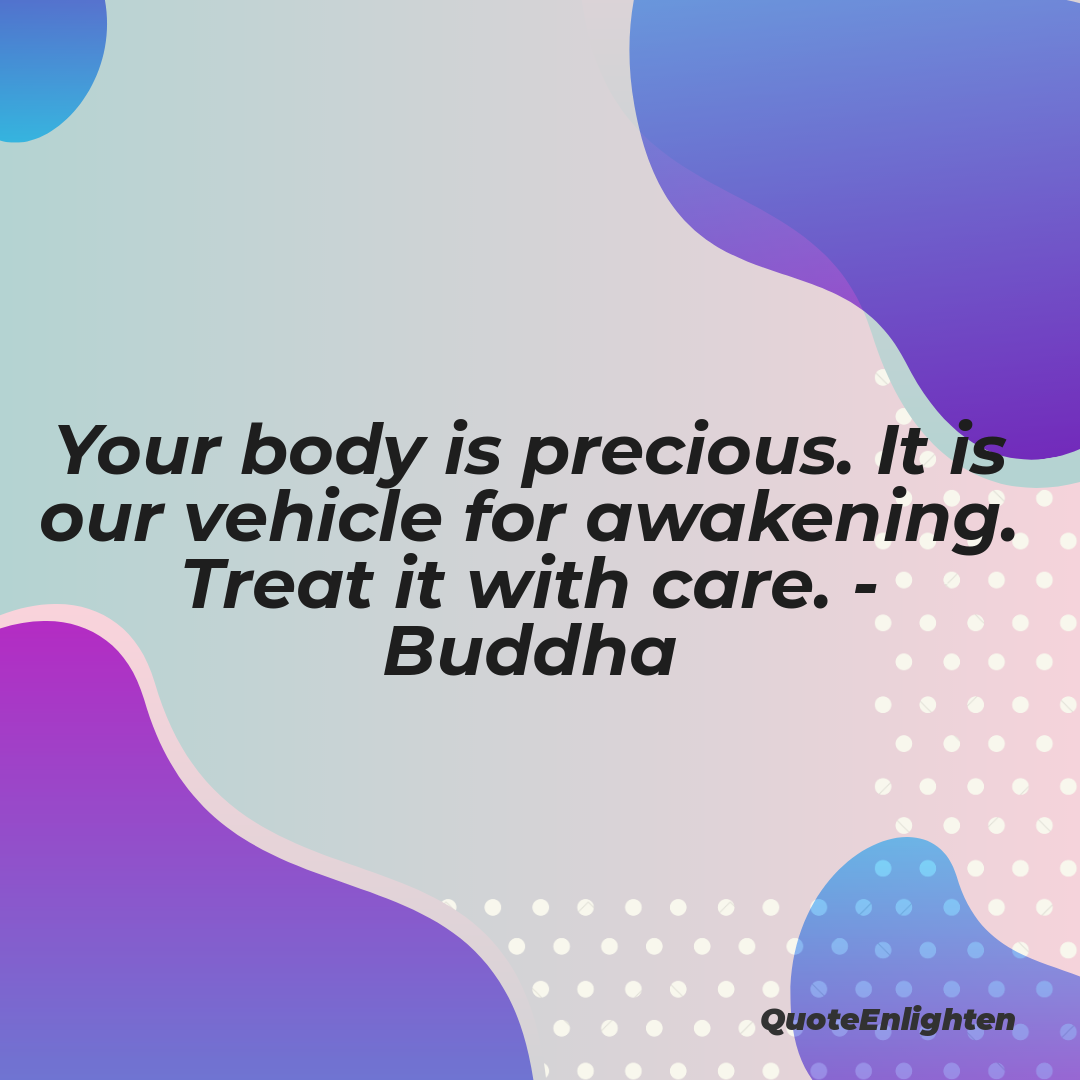 Your body is precious. It is
our vehicle for awakening.
Treat it with care. -
Buddha
QuoteEnlighten